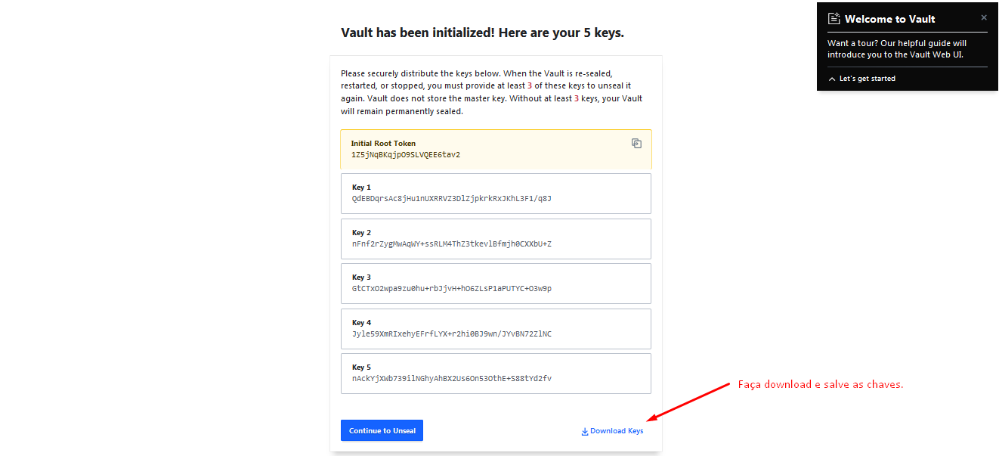 Vault has been initialized! Here are your 5 keys.
Please securely distribute the keys below. When the Vault is re-sealed,
restarted, or stopped, you must provide at least 3 of these keys to unseal it
again. Vault does not store the master key. Without at least 3 keys, your Vault
will remain permanently sealed.
Initial Root Token
1Z5jNqBKqjpO9SLVQEE6tav2
Key 1
QdEBDqrsAc8jHu1nUXRRVZ3DlZjpkrkRxJKhL3F1/q8J
Key 2
nFnf2rZygMwAqWY+ssRLM4ThZ3tkevlBfmjh0CXXbU+Z
Key 3
GtCTxO2wpa9zu0hu+rbJjvH+hO6ZLsP1aPUTYC+O3w9p
Key 4
Jyle59XmRIxehyEFrfLYX+r2hi0BJ9wn/JYvBN72ZlNC
Key 5
nAckYjXWb739ilNGhyAhBX2Us6On53OthE+S88tYd2fv
Continue to Unseal
Download Keys
Faça download e salve as chaves.
Welcome to Vault
Want a tour? Our helpful guide will
introduce you to the Vault Web UI.
Let's get started